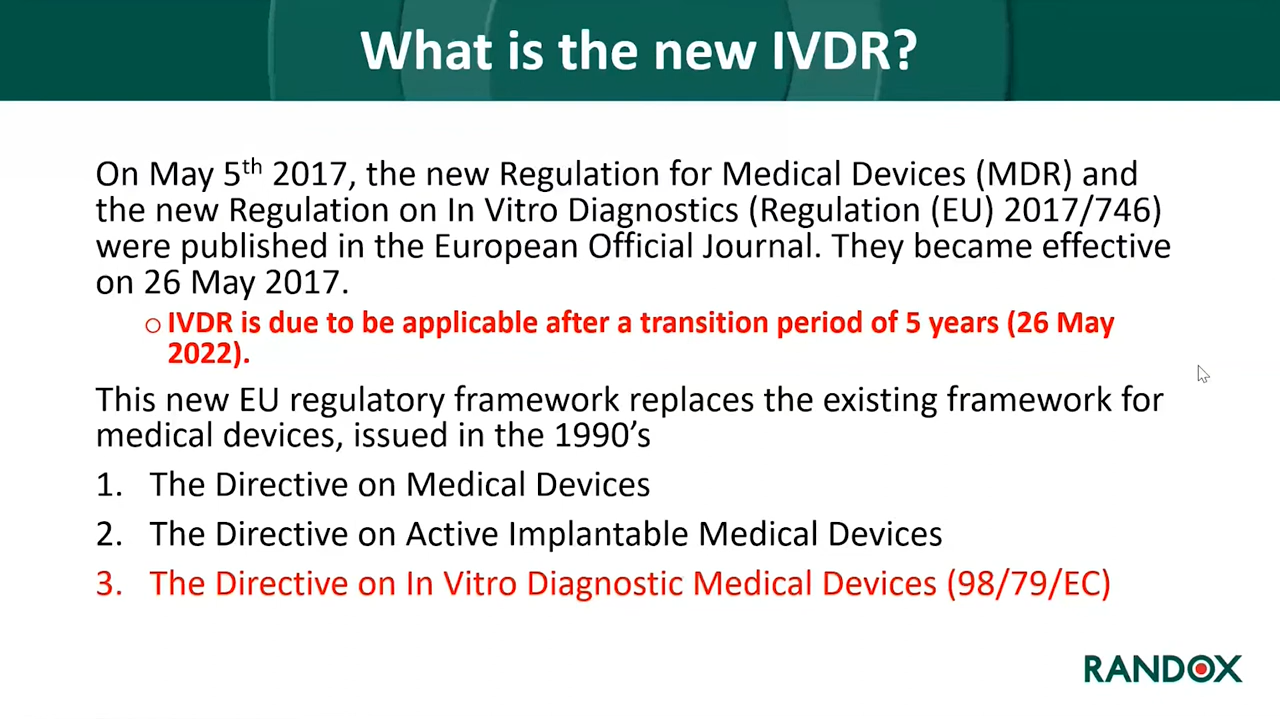 What is the new IVDR?
On May 5th 2017, the new Regulation for Medical Devices (MDR) and
the new Regulation on In Vitro Diagnostics (Regulation (EU) 2017/746)
were published in the European Official Journal. They became effective
on 26 May 2017.
o IVDR is due to be applicable after a transition period of 5 years (26 May
2022).
This new EU regulatory framework replaces the existing framework for
medical devices, issued in the 1990’s
1. The Directive on Medical Devices
2. The Directive on Active Implantable Medical Devices
3. The Directive on In Vitro Diagnostic Medical Devices (98/79/EC)
RANDOX